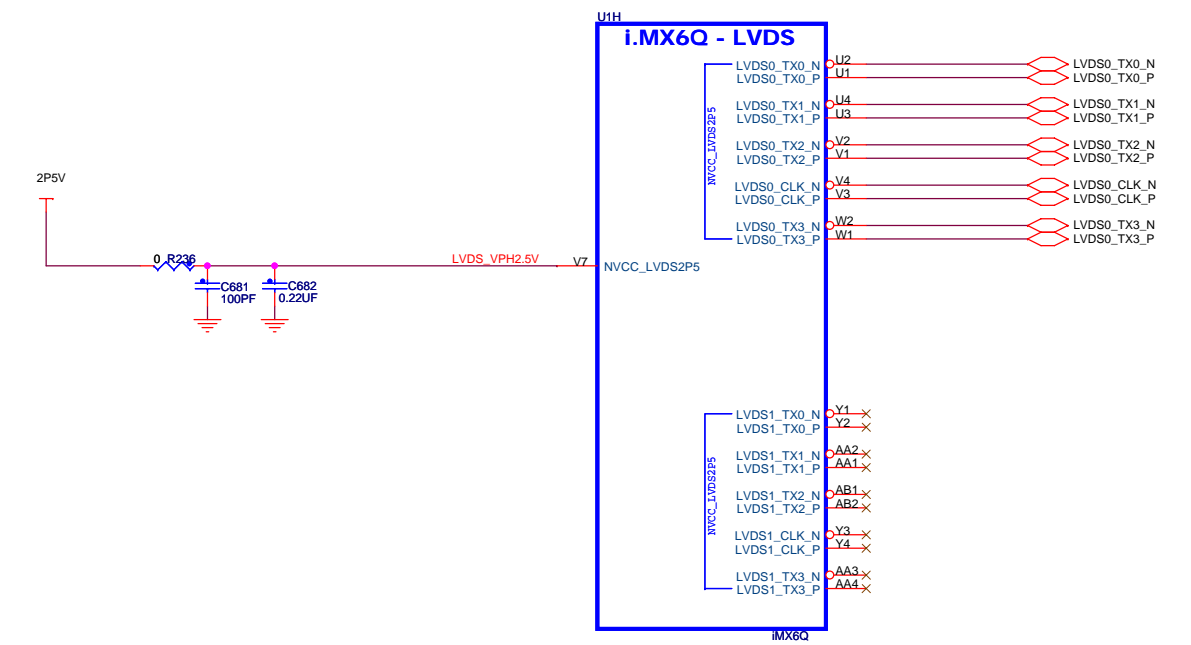 U1H
i.MX6Q - LVDS
LVDS0_TX0_N U2 LVDS0_TX0_N
LVDS0_TX0_P U1 LVDS0_TX0_P
LVDS0_TX1_N U4 LVDS0_TX1_N
LVDS0_TX1_P U3 LVDS0_TX1_P
NVCC_LVDS2P5
LVDS0_TX2_N V2 LVDS0_TX2_N
LVDS0_TX2_P V1 LVDS0_TX2_P
LVDS0_CLK_N V4 LVDS0_CLK_N
LVDS0_CLK_P V3 LVDS0_CLK_P
LVDS0_TX3_N W2 LVDS0_TX3_N
LVDS0_TX3_P W1 LVDS0_TX3_P
2P5V
0 R236
LVDS_VPH2.5V V7 NVCC_LVDS2P5
C681
100PF
C682
0.22UF
LVDS1_TX0_N Y1
LVDS1_TX0_P Y2
LVDS1_TX1_N AA2
LVDS1_TX1_P AA1
NVCC_LVDS2P5
LVDS1_TX2_N AB1
LVDS1_TX2_P AB2
LVDS1_CLK_N Y3
LVDS1_CLK_P Y4
LVDS1_TX3_N AA3
LVDS1_TX3_P AA4
iMX6Q